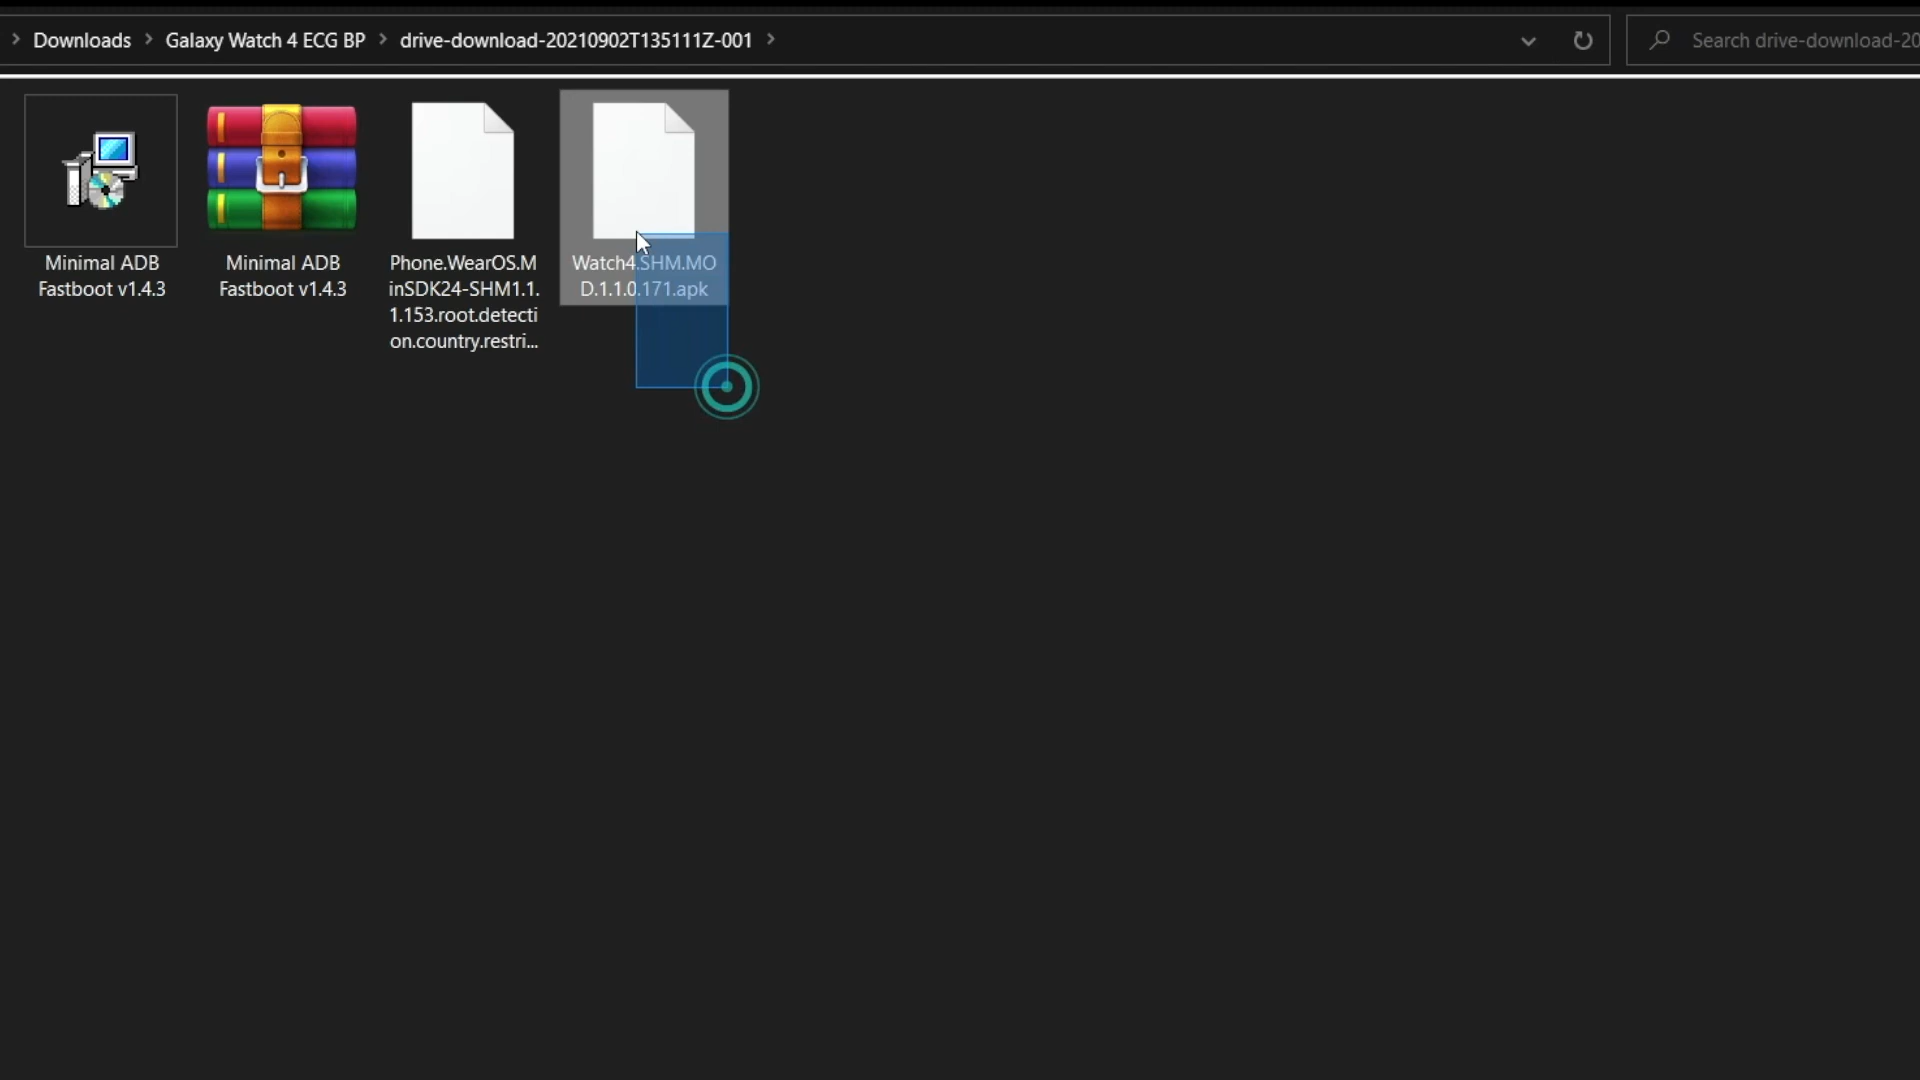 Downloads > Galaxy Watch 4 ECG BP > drive-download-20210902T135111Z-001 >
Search drive-download-20
Minimal ADB
Fastboot v1.4.3
Minimal ADB
Fastboot v1.4.3
Phone.WearOS.M
inSDK24-SHM1.1.
1.153.root.detecti
on.country.restri...
Watch4.SHM.MO
D.1.1.0.171.apk